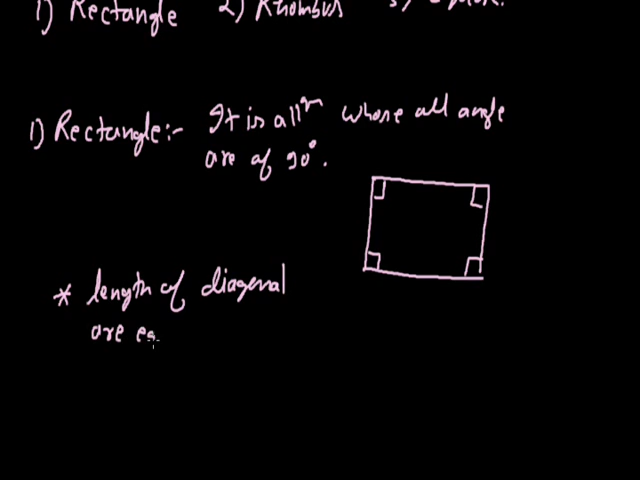 1) Rectangle 2) Rhombus
1) Rectangle:- It is a ll^m whose all angle
are of 90°.
* length of diagonal
are eq